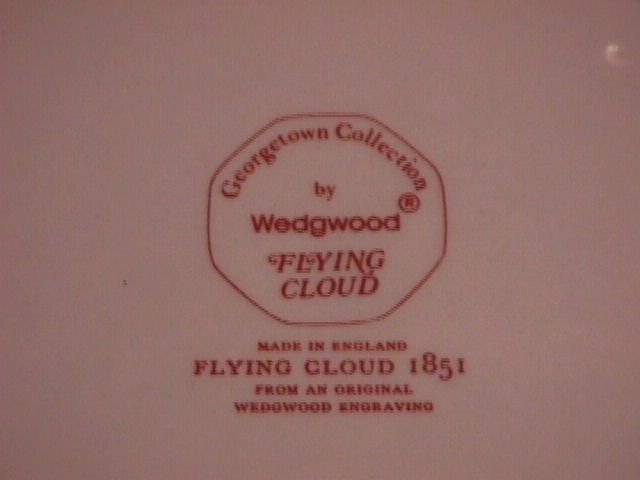 Georgetown Collection
by
Wedgwood®
FLYING
CLOUD
MADE IN ENGLAND
FLYING CLOUD 1851
FROM AN ORIGINAL
WEDGWOOD ENGRAVING